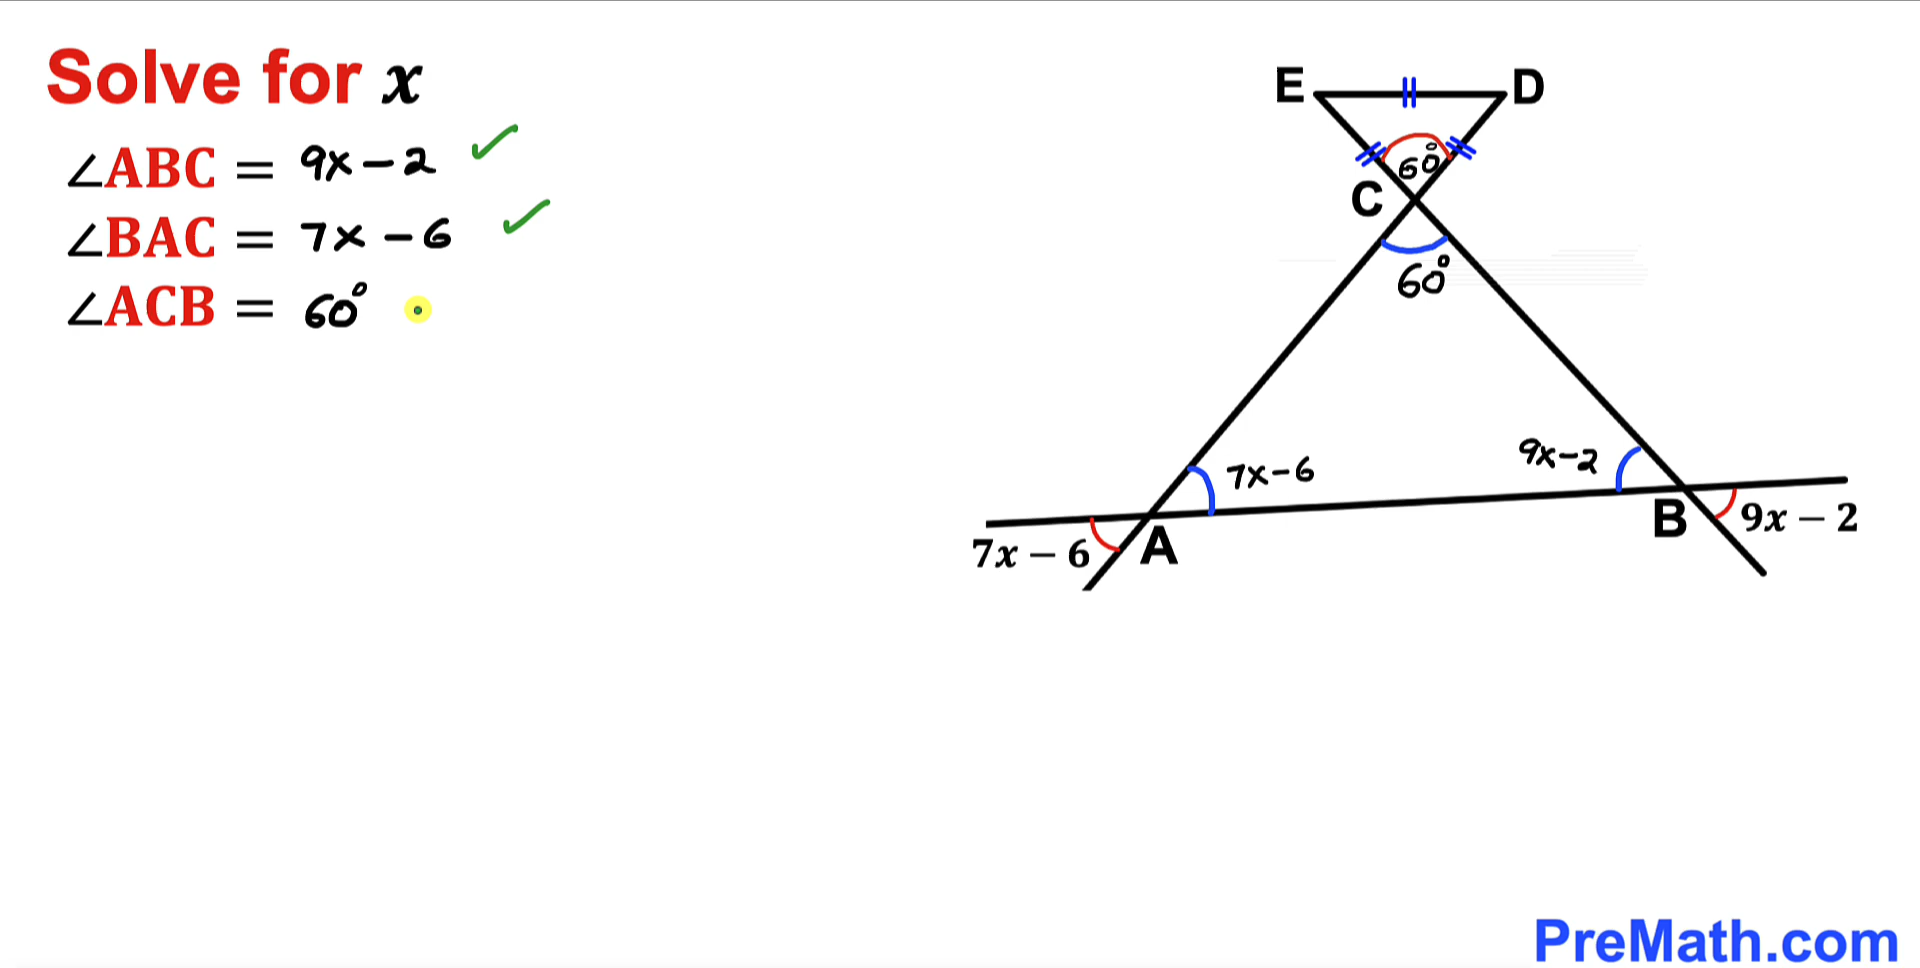 Solve for x
∠ABC = 9x-2
∠BAC = 7x-6
∠ACB = 60°
E
D
60°
C
60°
7x-6
9x-2
7x − 6
A
B
9x − 2
PreMath.com